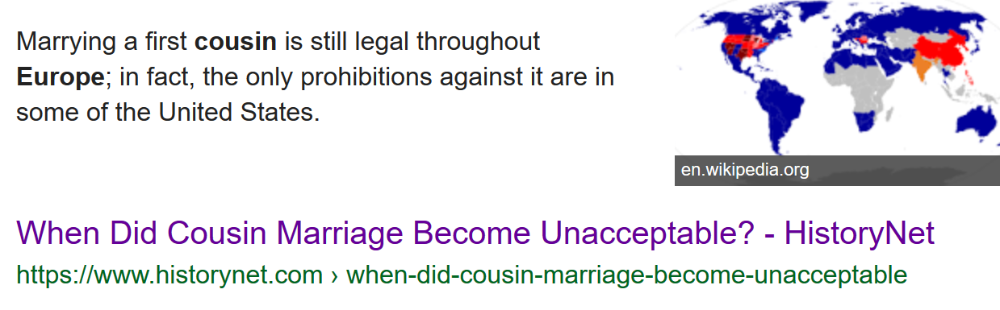 Marrying a first cousin is still legal throughout
Europe; in fact, the only prohibitions against it are in
some of the United States.
en.wikipedia.org
When Did Cousin Marriage Become Unacceptable? - HistoryNet
https://www.historynet.com › when-did-cousin-marriage-become-unacceptable